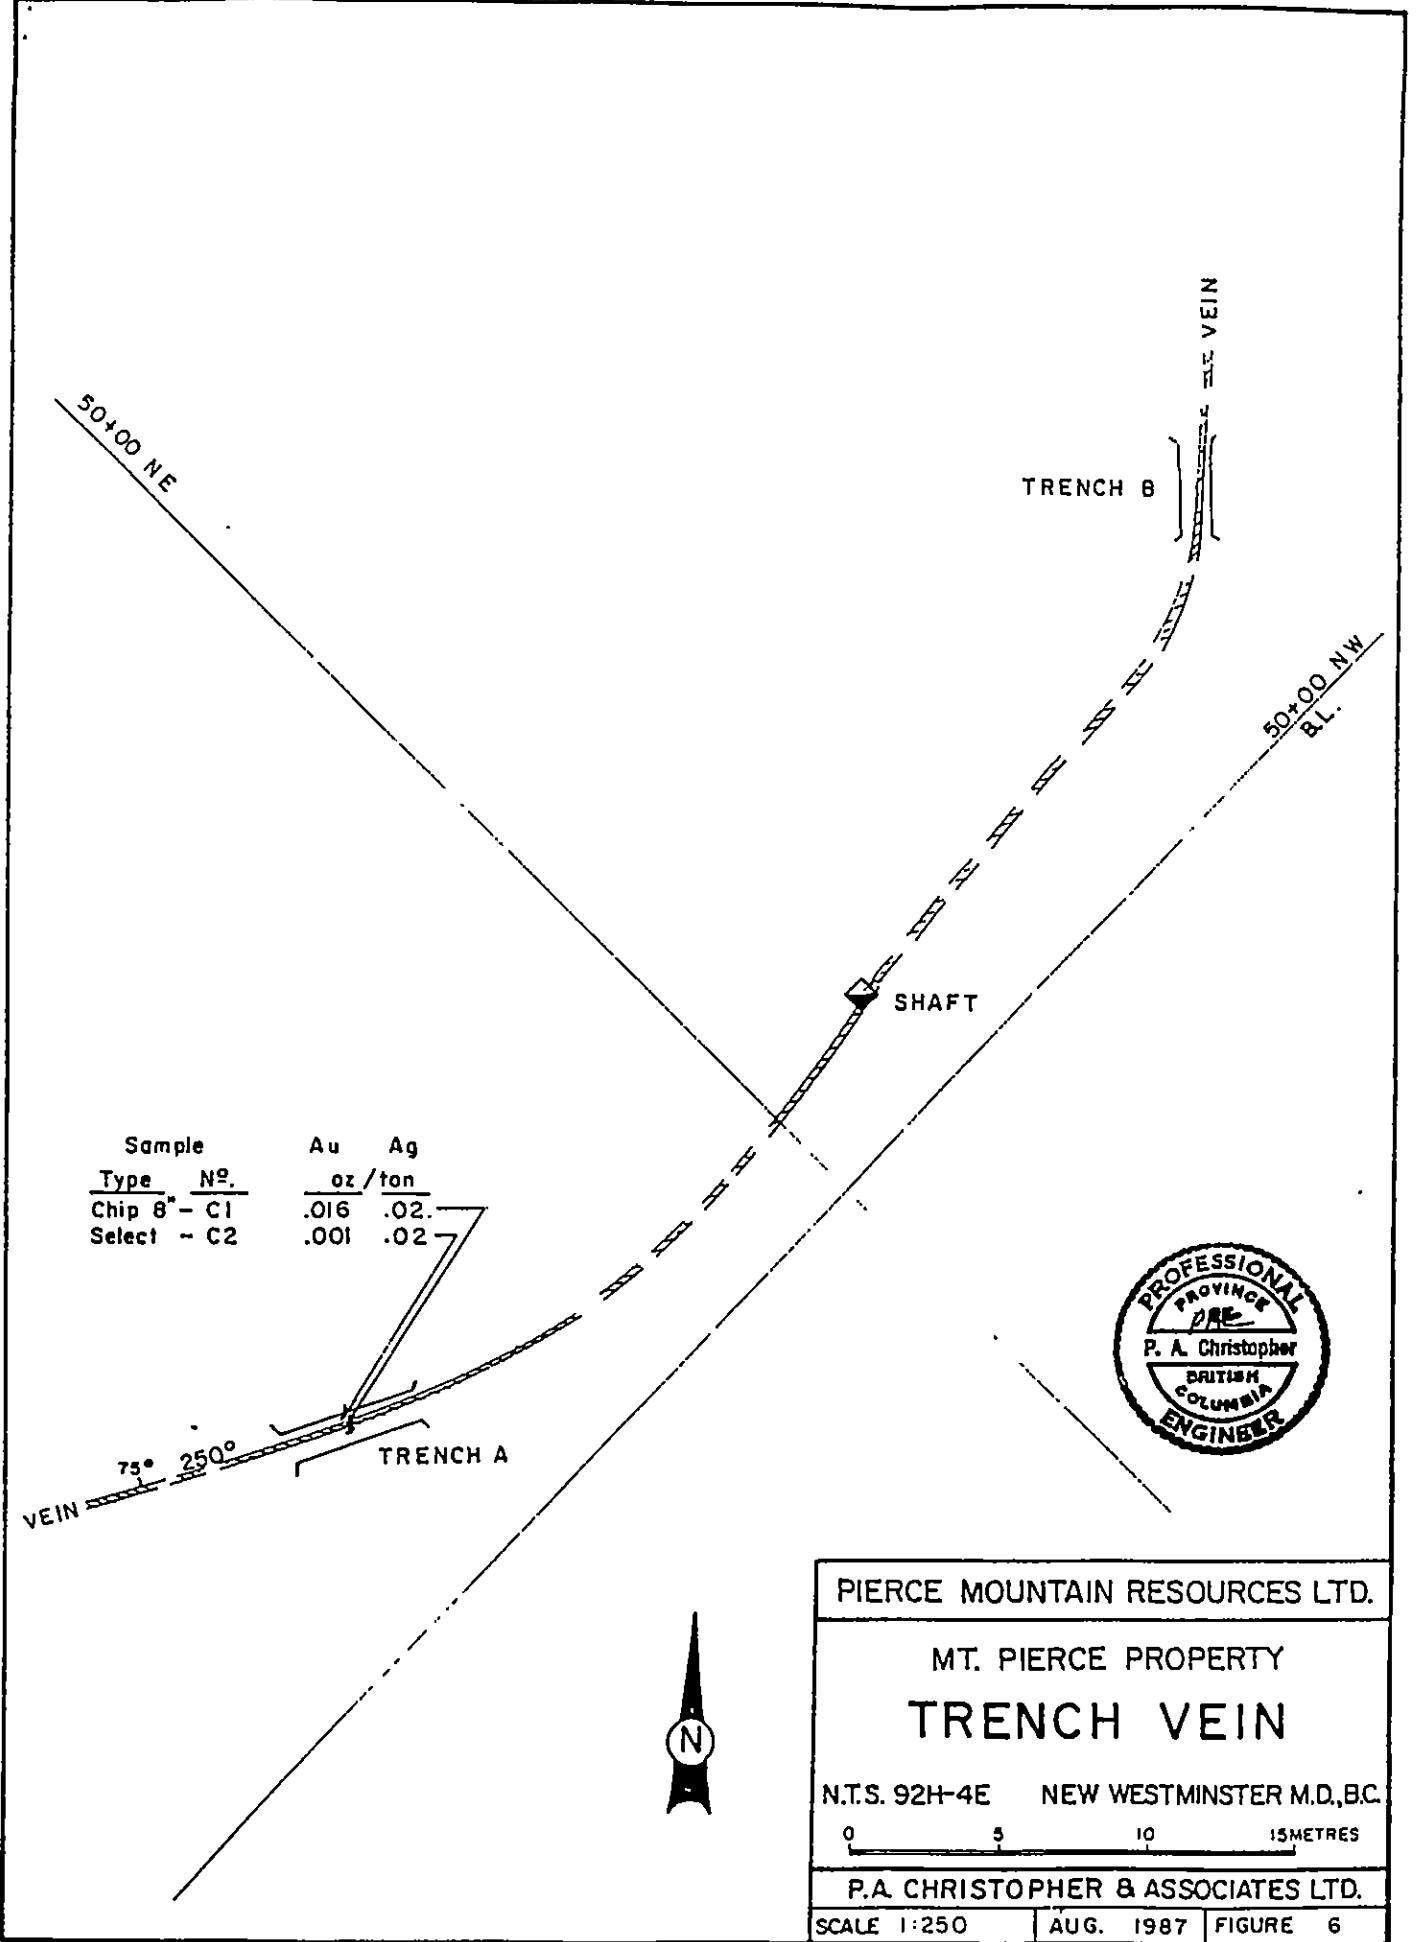 VEIN
50+00 NE
TRENCH B
50+00 NW
B.L.
SHAFT
Sample Au Ag
Type Nº. oz/ton
Chip 8" - C1 .016 .02
Select - C2 .001 .02
PROFESSIONAL
PROVINCE
P. A. Christopher
BRITISH
COLUMBIA
ENGINEER
75° 250°
TRENCH A
VEIN
N
PIERCE MOUNTAIN RESOURCES LTD.
MT. PIERCE PROPERTY
TRENCH VEIN
N.T.S. 92H-4E NEW WESTMINSTER M.D., B.C.
0 5 10 15 METRES
P.A. CHRISTOPHER & ASSOCIATES LTD.
SCALE 1:250 AUG. 1987 FIGURE 6